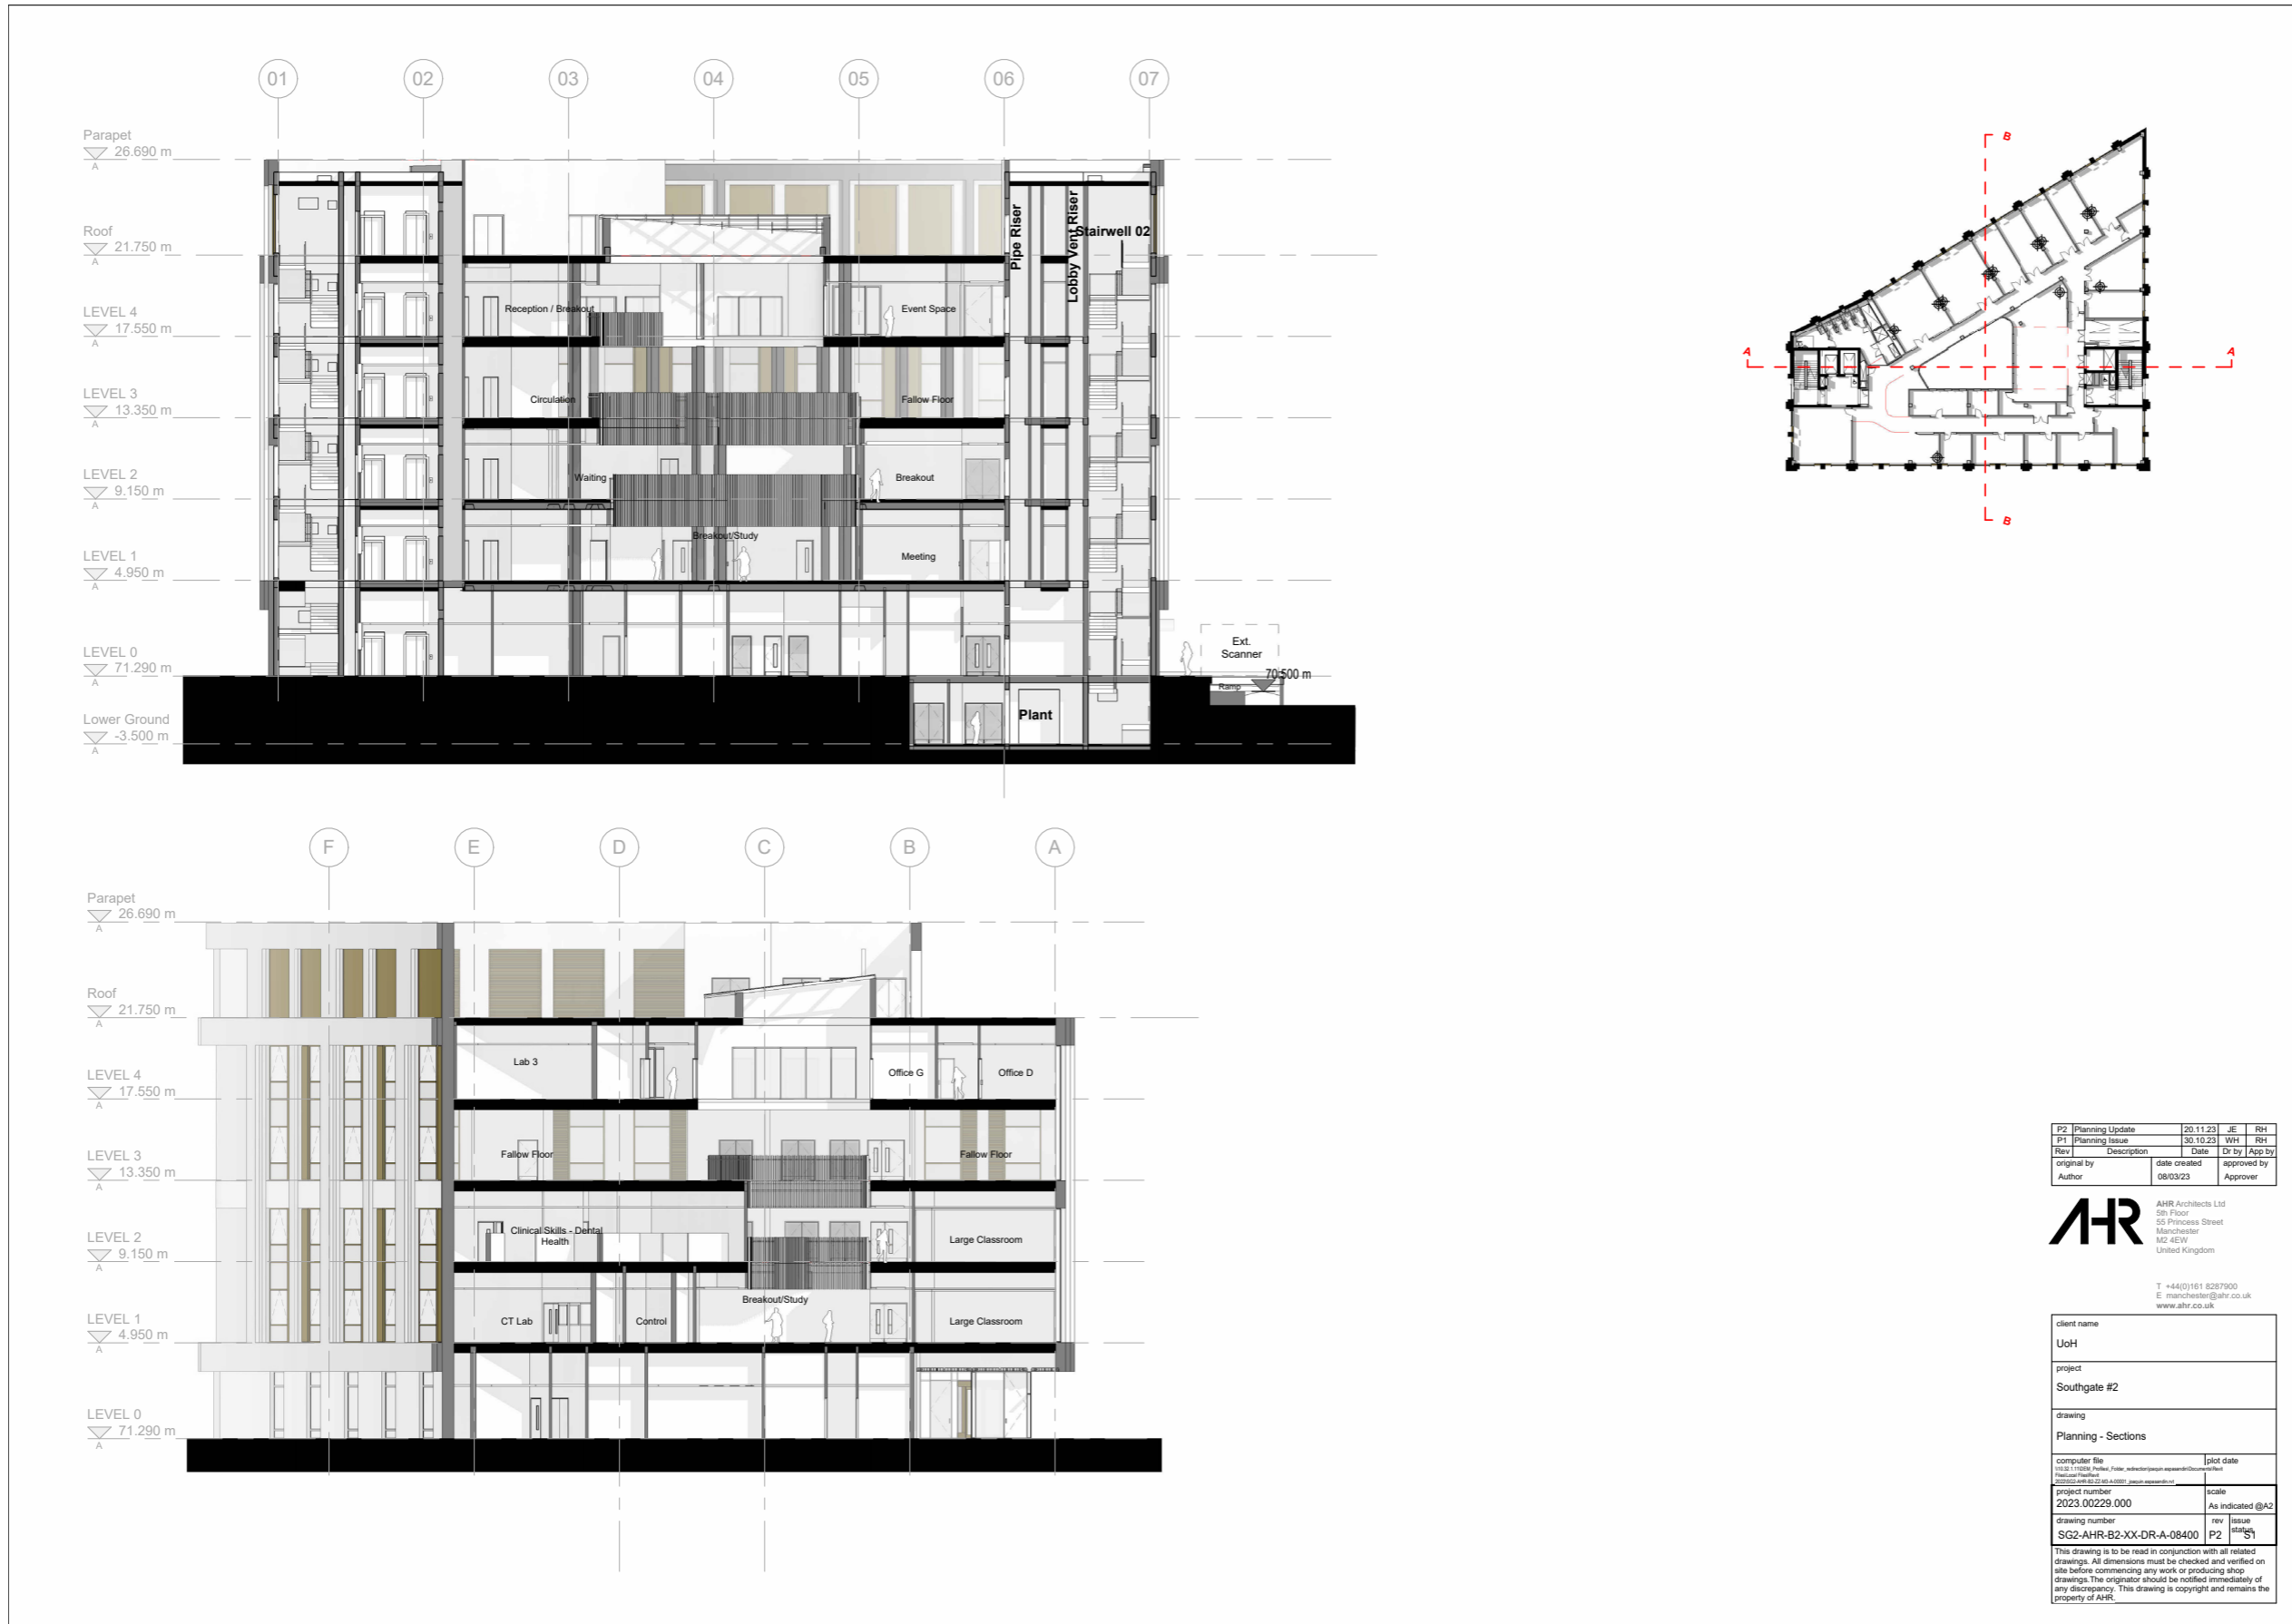 01 02 03 04 05 06 07
Parapet
26.690 m
A
Roof
21.750 m
A
LEVEL 4
17.550 m
A
LEVEL 3
13.350 m
A
LEVEL 2
9.150 m
A
LEVEL 1
4.950 m
A
LEVEL 0
71.290 m
A
Lower Ground
-3.500 m
A
Pipe Riser
Lobby Vent Riser
Stairwell 02
Reception / Breakout
Event Space
Circulation
Fallow Floor
Waiting
Breakout
Breakout/Study
Meeting
Ext.
Scanner
70.500 m
Ramp
Plant
B
A
A
B
F E D C B A
Parapet
26.690 m
A
Roof
21.750 m
A
LEVEL 4
17.550 m
A
LEVEL 3
13.350 m
A
LEVEL 2
9.150 m
A
LEVEL 1
4.950 m
A
LEVEL 0
71.290 m
A
Lab 3
Office G
Office D
Fallow Floor
Fallow Floor
Clinical Skills - Dental
Health
Large Classroom
Breakout/Study
CT Lab
Control
Large Classroom
P2 Planning Update 20.11.23 JE RH
P1 Planning Issue 30.10.23 WH RH
Rev Description Date Dr by App by
original by date created approved by
Author 08/03/23 Approver
AHR
AHR Architects Ltd
5th Floor
55 Princess Street
Manchester
M2 4EW
United Kingdom
T +44(0)161 8287900
E manchester@ahr.co.uk
www.ahr.co.uk
client name
UoH
project
Southgate #2
drawing
Planning - Sections
computer file plot date
project number scale
2023.00229.000 As indicated @A2
drawing number rev issue
status
SG2-AHR-B2-XX-DR-A-08400 P2 S1
This drawing is to be read in conjunction with all related
drawings. All dimensions must be checked and verified on
site before commencing any work or producing shop
drawings.The originator should be notified immediately of
any discrepancy. This drawing is copyright and remains the
property of AHR.